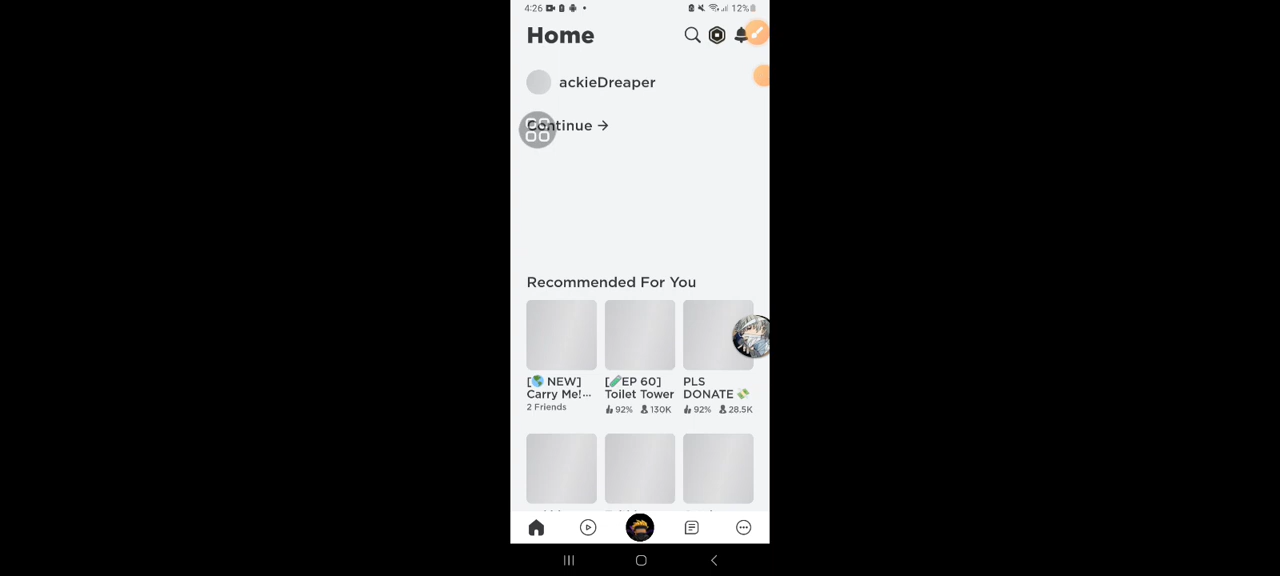 4:26
12%
Home
ackieDreaper
Continue →
Recommended For You
[🌎 NEW]
Carry Me!...
2 Friends
[🧪EP 60]
Toilet Tower
92% 130K
PLS
DONATE 💸
92% 28.5K